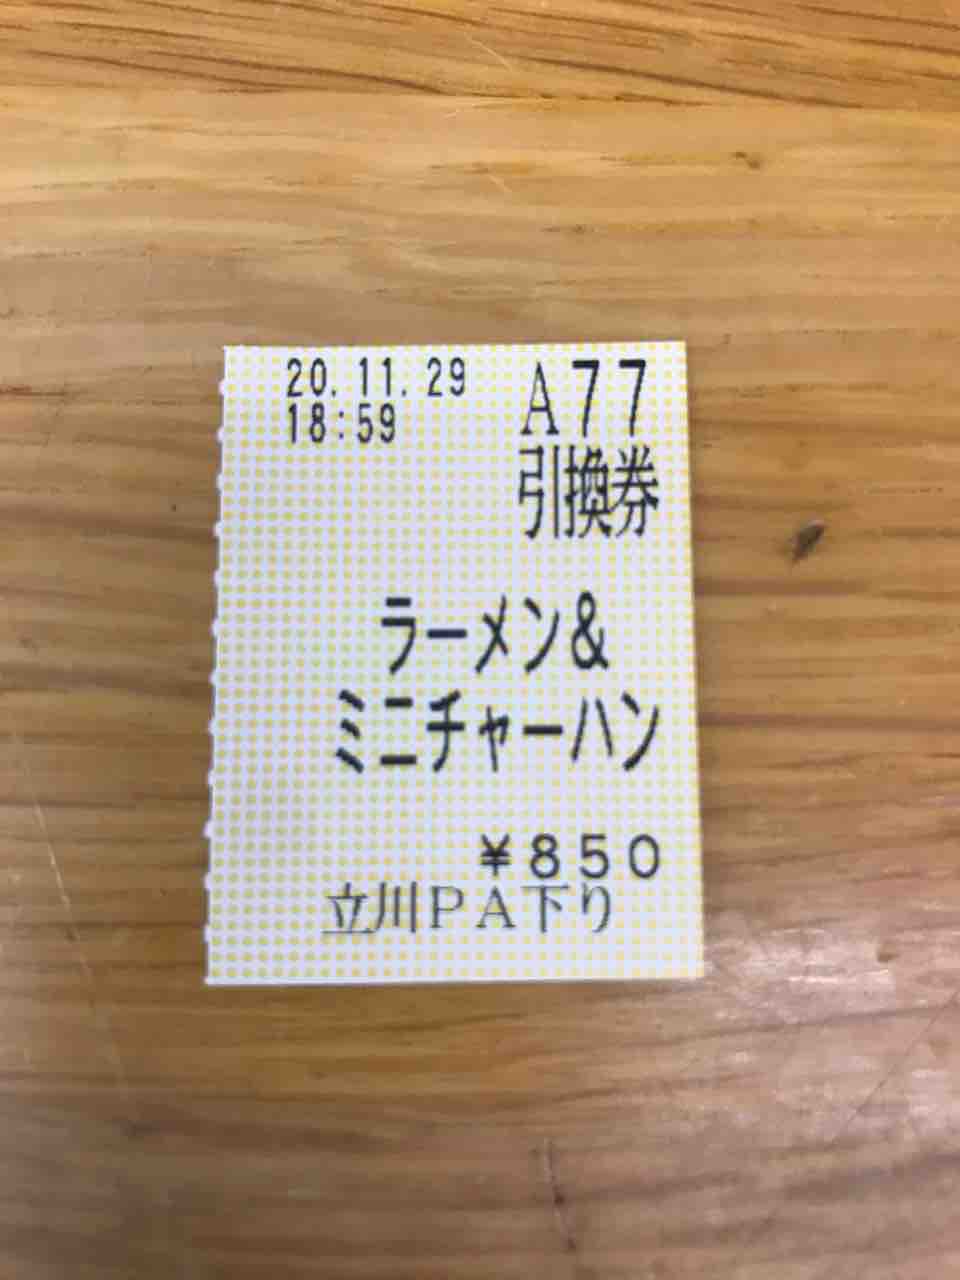 20.11.29
18:59
A77
引換券
ラーメン&
ミニチャーハン
¥850
立川PA下り